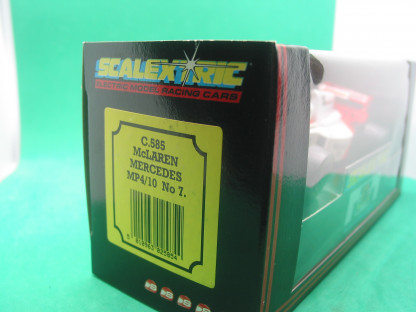 SCALEXTRIC
ELECTRIC MODEL RACING CARS
C.585
McLAREN
MERCEDES
MP4/10 No 7.